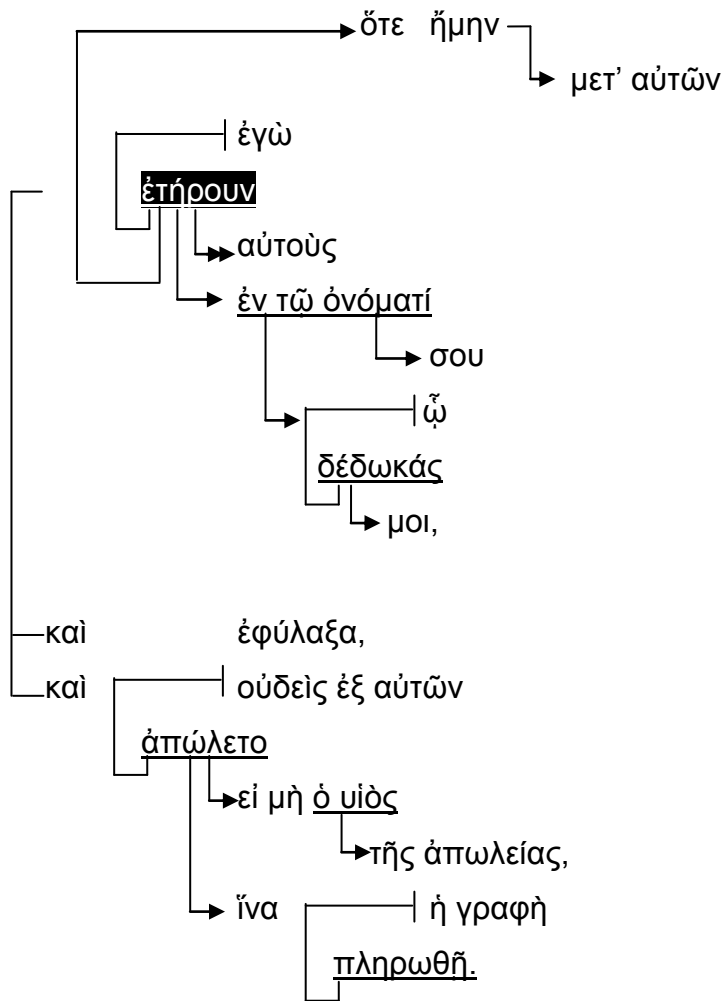 ὅτε ἤμην
μετ’ αὐτῶν
ἐγὼ
ἐτήρουν
αὐτοὺς
ἐν τῶ ὀνόματί
σου
ᾧ
δέδωκάς
μοι,
καὶ ἐφύλαξα,
καὶ οὐδεὶς ἐξ αὐτῶν
ἀπώλετο
εἰ μὴ ὁ υἱὸς
τῆς ἀπωλείας,
ἵνα ἡ γραφὴ
πληρωθῆ.